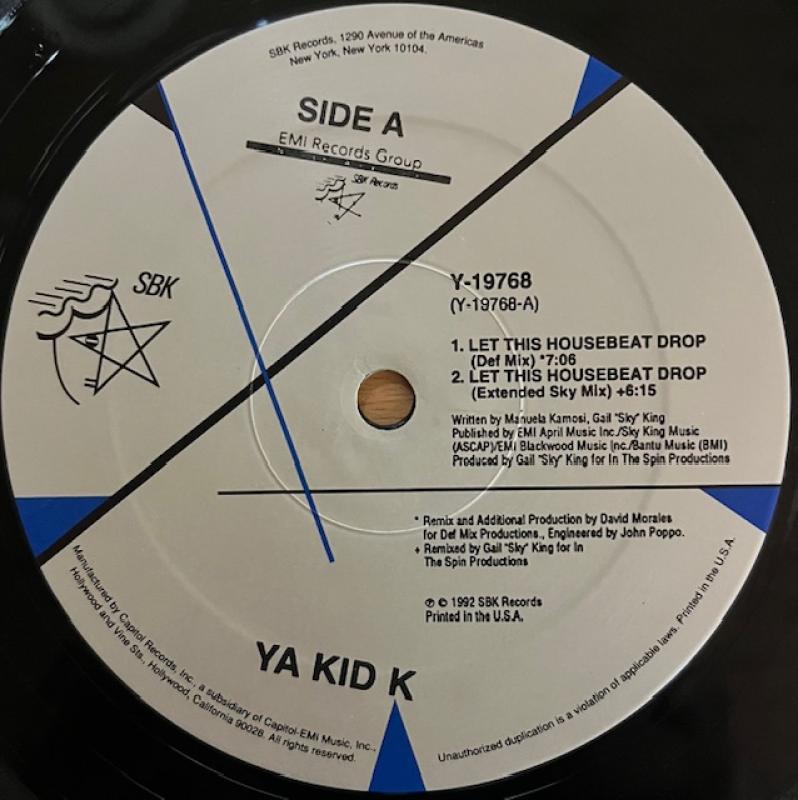 SBK Records, 1290 Avenue of the Americas
New York, New York 10104.
SIDE A
EMI Records Group
SBK Records
SBK
Y-19768
(Y-19768-A)
1. LET THIS HOUSEBEAT DROP
(Def Mix) *7:06
2. LET THIS HOUSEBEAT DROP
(Extended Sky Mix) +6:15
Written by Manuela Kamosi, Gail "Sky" King
Published by EMI April Music Inc./Sky King Music
(ASCAP)/EMI Blackwood Music Inc./Bantu Music (BMI)
Produced by Gail "Sky" King for In The Spin Productions
* Remix and Additional Production by David Morales
for Def Mix Productions., Engineered by John Poppo.
+ Remixed by Gail "Sky" King for In
The Spin Productions
℗ © 1992 SBK Records
Printed in the U.S.A.
YA KID K
Manufactured by Capitol Records, Inc., a subsidiary of Capitol-EMI Music, Inc.,
Hollywood and Vine Sts., Hollywood, California 90028. All rights reserved.
Unauthorized duplication is a violation of applicable laws. Printed in the U.S.A.